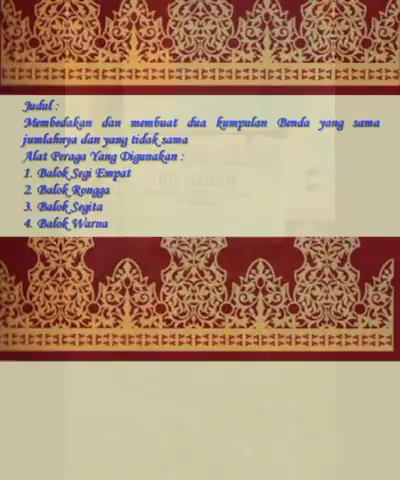 Judul :
Membedakan dan membuat dua kumpulan Benda yang sama
jumlahnya dan yang tidak sama
Alat Peraga Yang Digunakan :
1. Balok Segi Empat
2. Balok Rongga
3. Balok Segita
4. Balok Warna